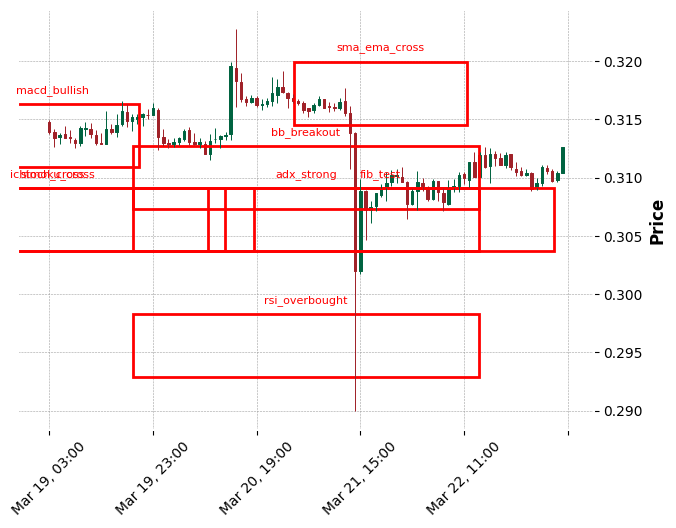 sma_ema_cross
macd_bullish
bb_breakout
stoch_cross
adx_strong
fib_test
rsi_overbought
0.320
0.315
0.310
0.305
0.300
0.295
0.290
Price
Mar 19, 03:00
Mar 19, 23:00
Mar 20, 19:00
Mar 21, 15:00
Mar 22, 11:00